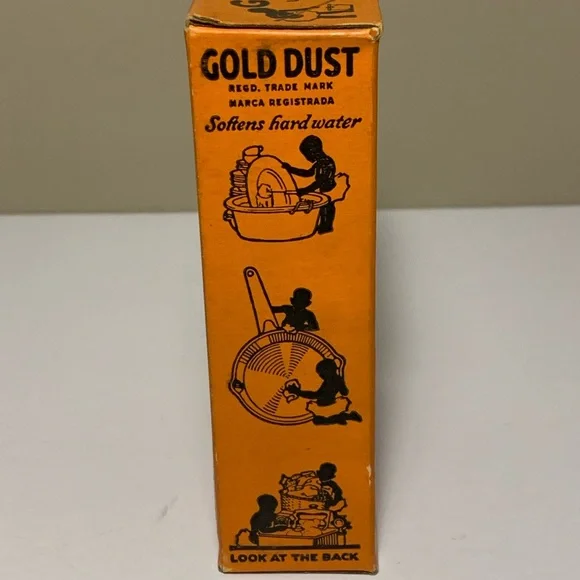 GOLD DUST
REGD. TRADE MARK
MARCA REGISTRADA
Softens hard water
LOOK AT THE BACK